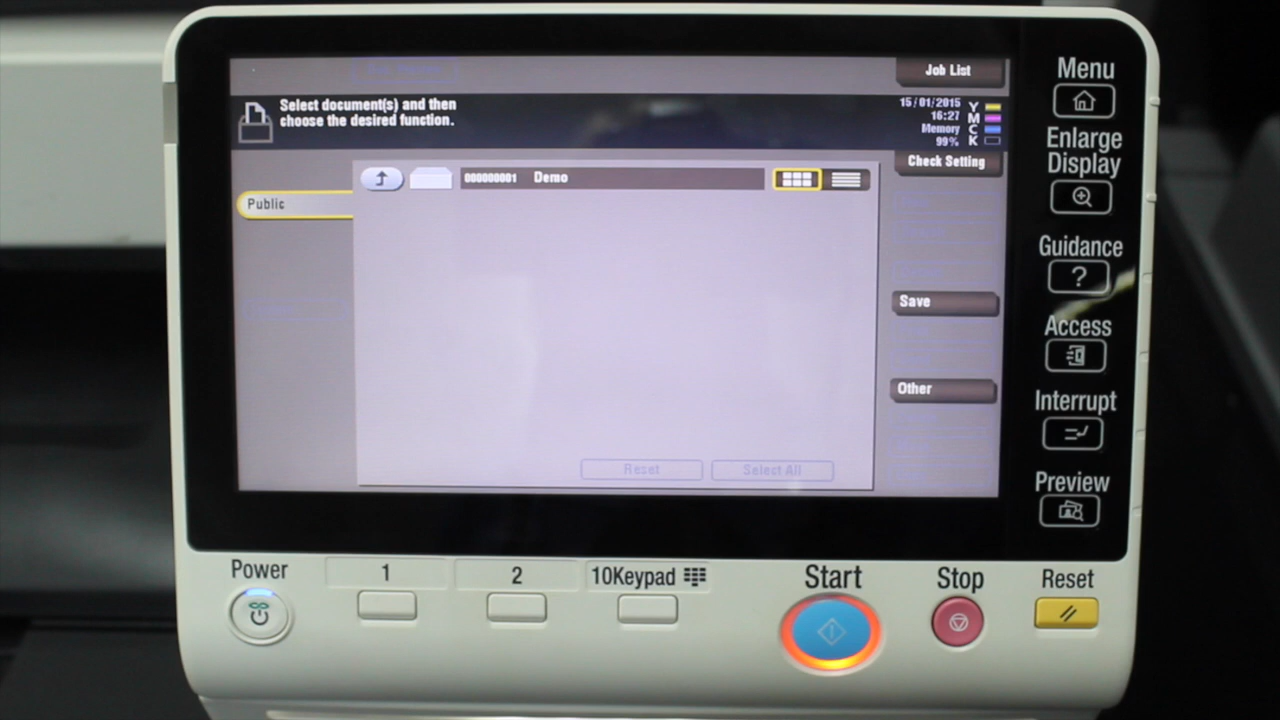 Job List
Select document(s) and then
choose the desired function.
15/01/2015
16:27
Memory
99%
Y
M
C
K
Check Setting
000000001 Demo
Public
Save
Other
Reset
Select All
Menu
Enlarge
Display
Guidance
?
Access
Interrupt
Preview
Power
1
2
10Keypad
Start
Stop
Reset